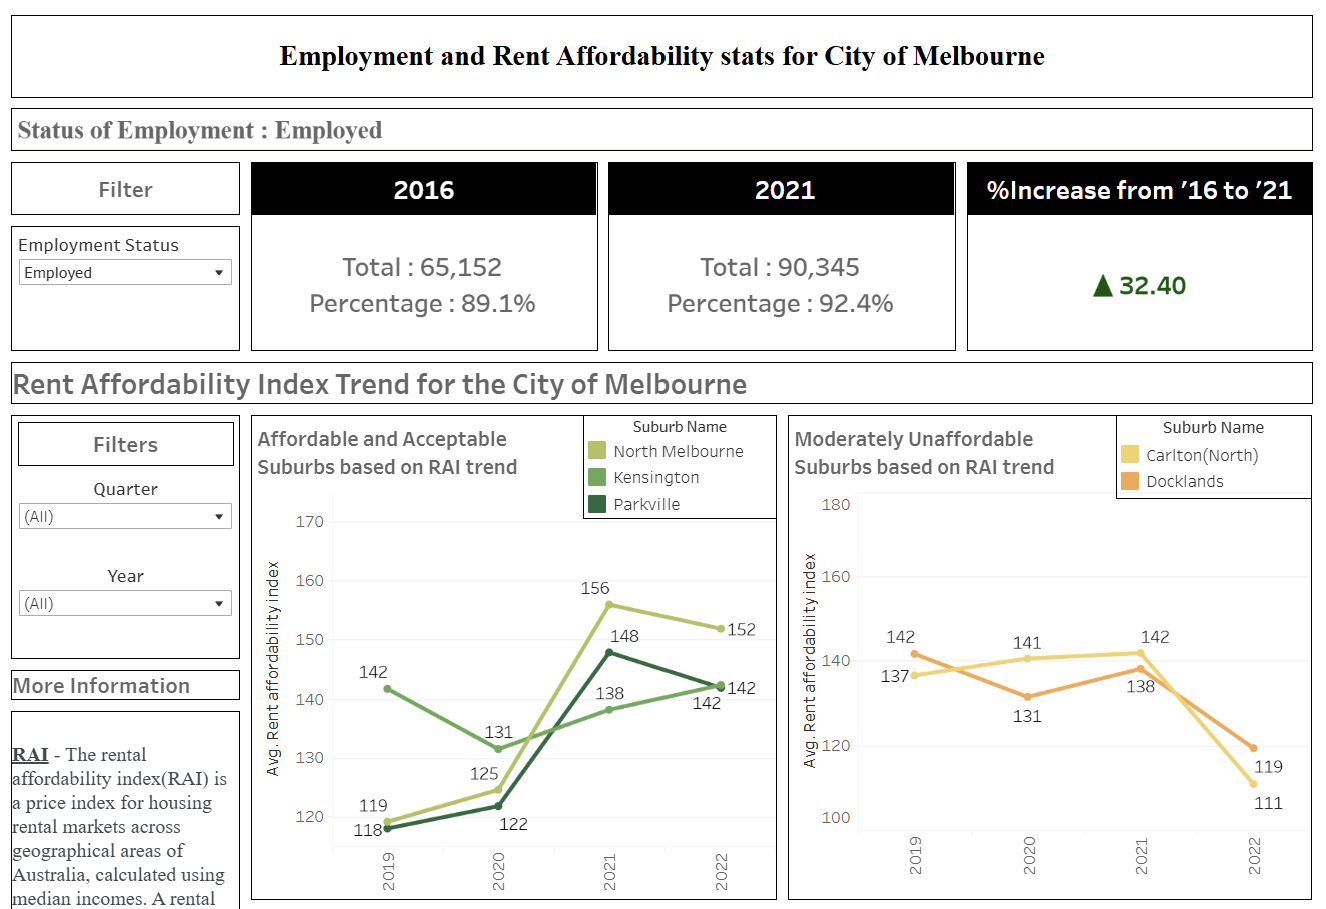 Employment and Rent Affordability stats for City of Melbourne
Status of Employment : Employed
Filter
Employment Status
Employed
2016
Total : 65,152
Percentage : 89.1%
2021
Total : 90,345
Percentage : 92.4%
%Increase from ’16 to ’21
▲ 32.40
Rent Affordability Index Trend for the City of Melbourne
Filters
Quarter
(All)
Year
(All)
More Information
RAI - The rental
affordability index(RAI) is
a price index for housing
rental markets across
geographical areas of
Australia, calculated using
median incomes. A rental
Affordable and Acceptable
Suburbs based on RAI trend
Suburb Name
North Melbourne
Kensington
Parkville
Avg. Rent affordability index
170
160
150
140
130
120
142
119
118
131
125
122
156
148
138
152
142
142
2019
2020
2021
2022
Moderately Unaffordable
Suburbs based on RAI trend
Suburb Name
Carlton(North)
Docklands
Avg. Rent affordability index
180
160
140
120
100
142
137
141
131
142
138
119
111
2019
2020
2021
2022